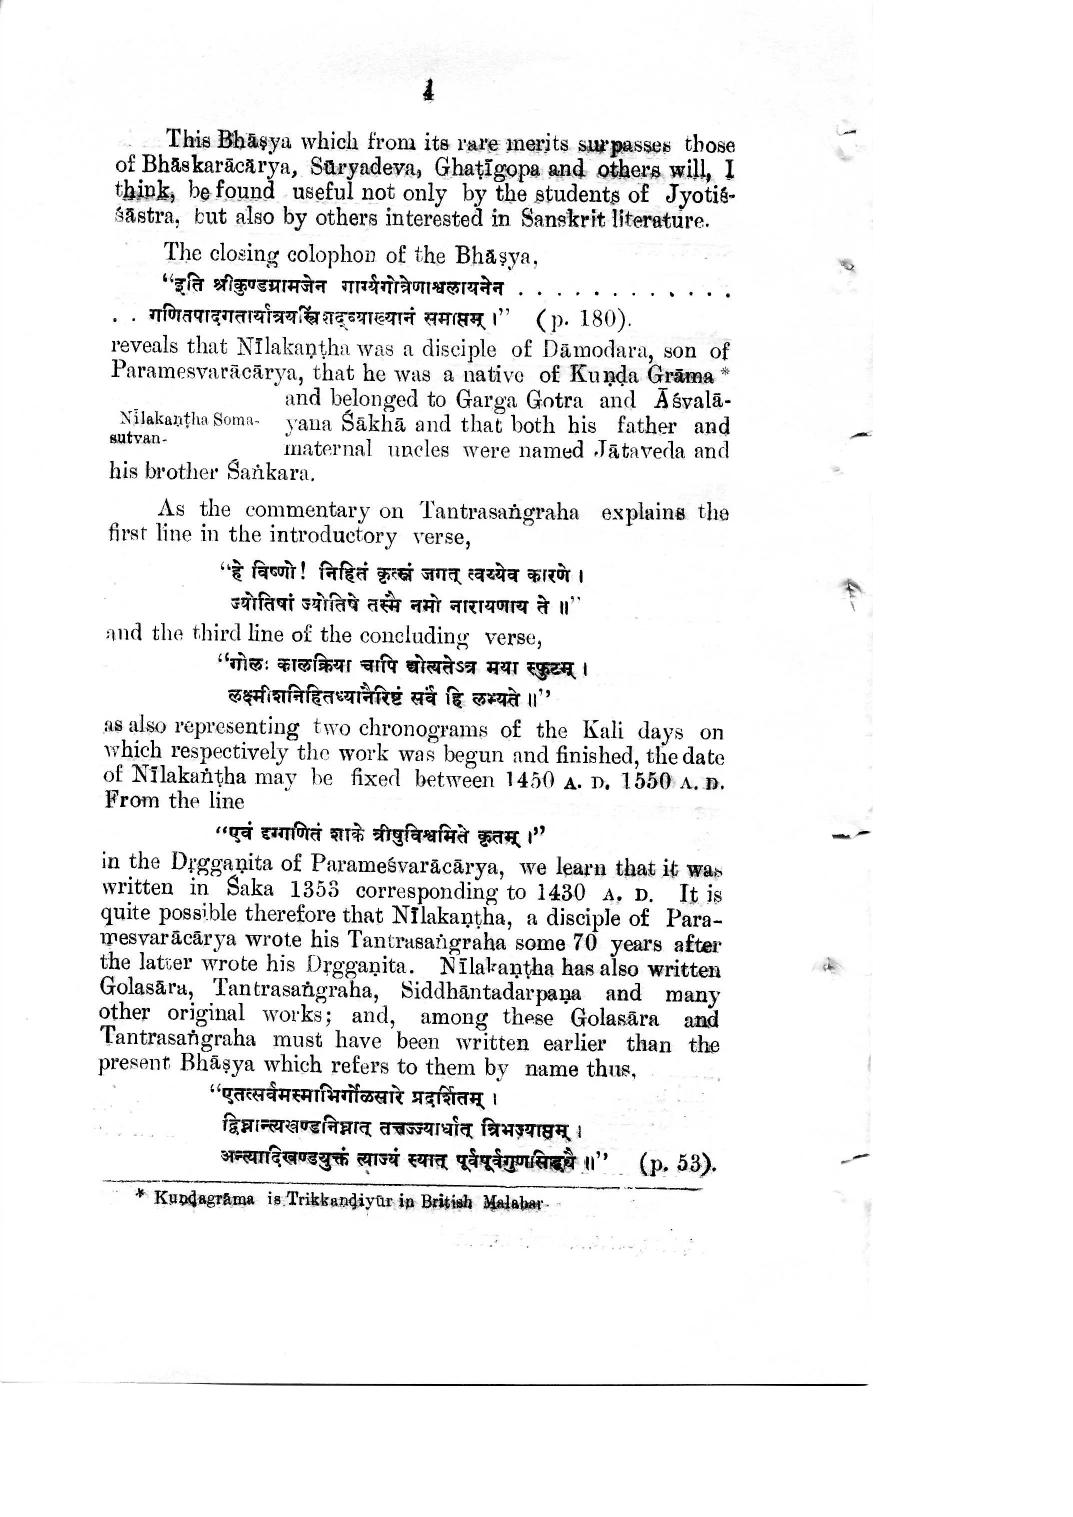 4
This Bhāṣya which from its rare merits surpasses those
of Bhāskarācārya, Sūryadeva, Ghaṭīgopa and others will, I
think, be found useful not only by the students of Jyotiś-
śāstra, but also by others interested in Sanskrit literature.
The closing colophon of the Bhāṣya,
“इति श्रीकुण्डग्रामजेन गार्ग्यगोत्रेणाश्वलायनेन . . . . . . . . . . . .
. . गणितपादगतार्यात्रयस्त्रिंशद्व्याख्यानं समाप्तम् ।” (p. 180).
reveals that Nīlakaṇṭha was a disciple of Dāmodara, son of
Paramesvarācārya, that he was a native of Kuṇḍa Grāma *
and belonged to Garga Gotra and Āśvalā-
Nīlakaṇṭha Soma- yana Śākhā and that both his father and
sutvan-
maternal uncles were named Jātaveda and
his brother Śaṅkara.
As the commentary on Tantrasaṅgraha explains the
first line in the introductory verse,
“हे विष्णो! निहितं कृत्स्नं जगत् त्वय्येव कारणे ।
ज्योतिषां ज्योतिषे तस्मै नमो नारायणाय ते ॥”
and the third line of the concluding verse,
“गोलः कालक्रिया चापि द्योत्यतेऽत्र मया स्फुटम् ।
लक्ष्मीशनिहितध्यानैरिष्टं सर्वं हि लभ्यते ॥”
as also representing two chronograms of the Kali days on
which respectively the work was begun and finished, the date
of Nīlakaṅṭha may be fixed between 1450 A. D. 1550 A. D.
From the line
“एवं दृग्गणितं शाके त्रीषुविश्वमिते कृतम् ।”
in the Dṛggaṇita of Parameśvarācārya, we learn that it was
written in Śaka 1353 corresponding to 1430 A. D. It is
quite possible therefore that Nīlakaṇṭha, a disciple of Para-
mesvarācārya wrote his Tantrasaṅgraha some 70 years after
the latter wrote his Dṛggaṇita. Nīlakaṇṭha has also written
Golasāra, Tantrasaṅgraha, Siddhāntadarpaṇa and many
other original works; and, among these Golasāra and
Tantrasaṅgraha must have been written earlier than the
present Bhāṣya which refers to them by name thus,
“एतत्सर्वमस्माभिर्गोळसारे प्रदर्शितम् ।
द्विघ्नान्त्यखण्डनिघ्नात् तत्तज्ज्यार्धात् त्रिभज्याप्तम् ।
अन्त्यादिखण्डयुक्तं त्याज्यं स्यात् पूर्वपूर्वगुणसिद्ध्यै ॥” (p. 53).
* Kuṇḍagrāma is Trikkaṇḍiyūr in British Malabar.